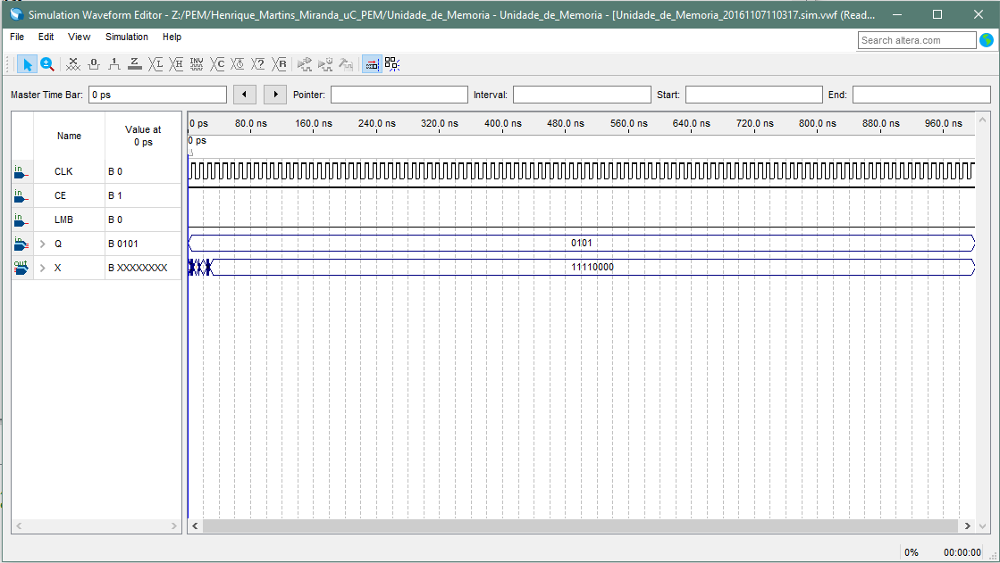 Simulation Waveform Editor - Z:/PEM/Henrique_Martins_Miranda_uC_PEM/Unidade_de_Memoria - Unidade_de_Memoria - [Unidade_de_Memoria_20161107110317.sim.vwf (Read...
File Edit View Simulation Help
Search altera.com
Master Time Bar: 0 ps Pointer: Interval: Start: End:
Name Value at 0 ps
0 ps 80.0 ns 160.0 ns 240.0 ns 320.0 ns 400.0 ns 480.0 ns 560.0 ns 640.0 ns 720.0 ns 800.0 ns 880.0 ns 960.0 ns
0 ps
in CLK B 0
in CE B 1
in LMB B 0
in Q B 0101 0101
out X B XXXXXXXX 11110000
0% 00:00:00